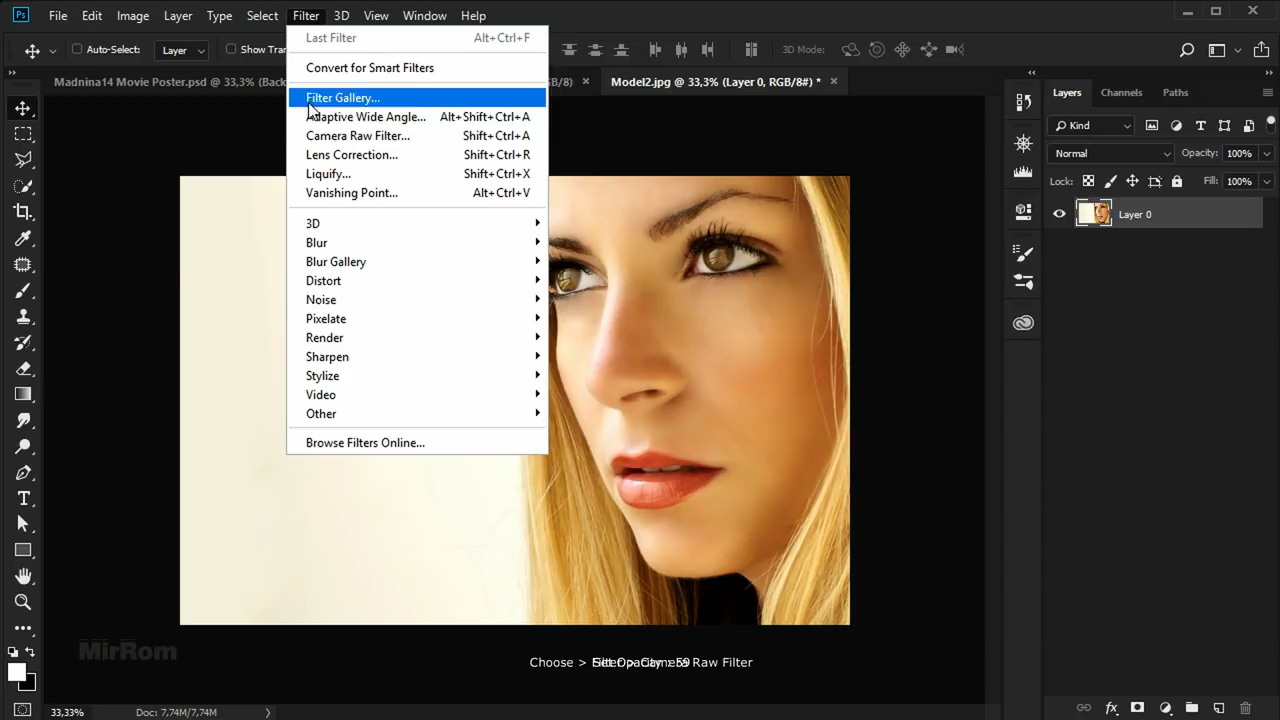 Ps File Edit Image Layer Type Select Filter 3D View Window Help
Auto-Select: Layer Show Tran 3D Mode:
Madnina14 Movie Poster.psd @ 33,3% (Bac B/8) × Model2.jpg @ 33,3% (Layer 0, RGB/8#) * ×
Last Filter Alt+Ctrl+F
Convert for Smart Filters
Filter Gallery...
Adaptive Wide Angle... Alt+Shift+Ctrl+A
Camera Raw Filter... Shift+Ctrl+A
Lens Correction... Shift+Ctrl+R
Liquify... Shift+Ctrl+X
Vanishing Point... Alt+Ctrl+V
3D
Blur
Blur Gallery
Distort
Noise
Pixelate
Render
Sharpen
Stylize
Video
Other
Browse Filters Online...
Layers Channels Paths
Kind
Normal Opacity: 100%
Lock: Fill: 100%
Layer 0
MirRom
Choose > Raw Filter
33,33% Doc: 7,74M/7,74M